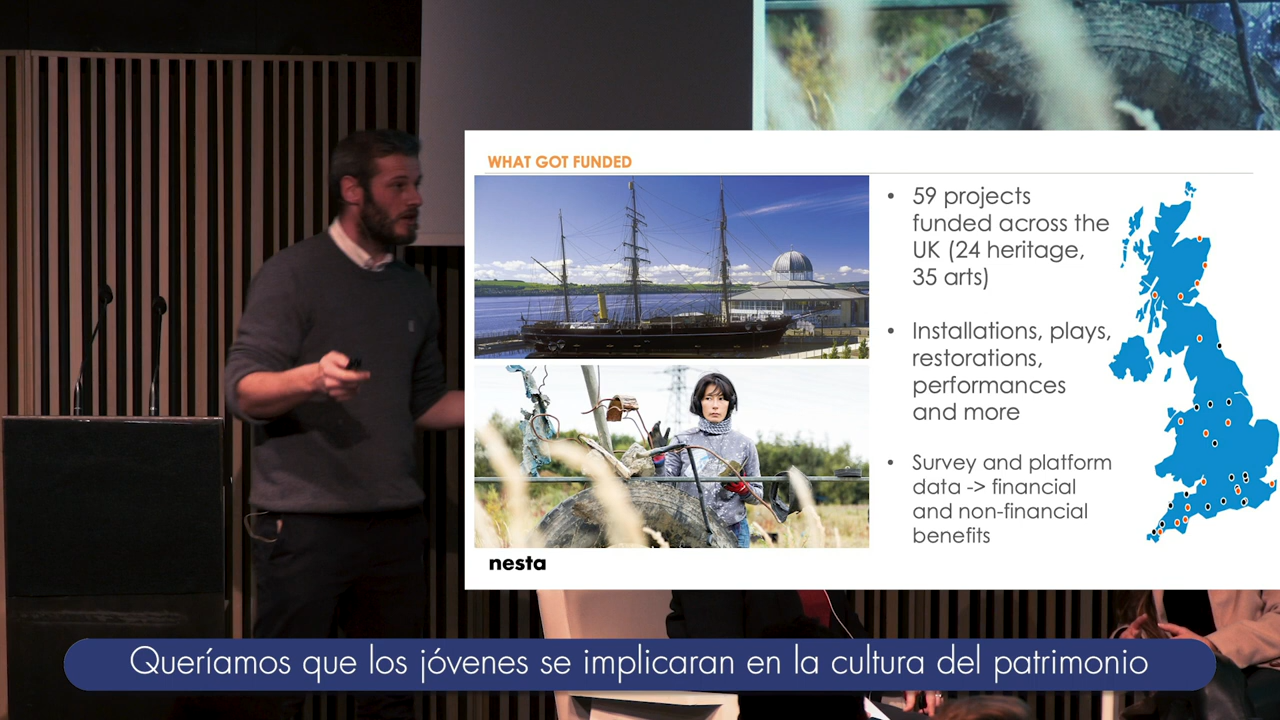 WHAT GOT FUNDED
• 59 projects
funded across the
UK (24 heritage,
35 arts)
• Installations, plays,
restorations,
performances
and more
• Survey and platform
data -> financial
and non-financial
benefits
nesta
Queríamos que los jóvenes se implicaran en la cultura del patrimonio